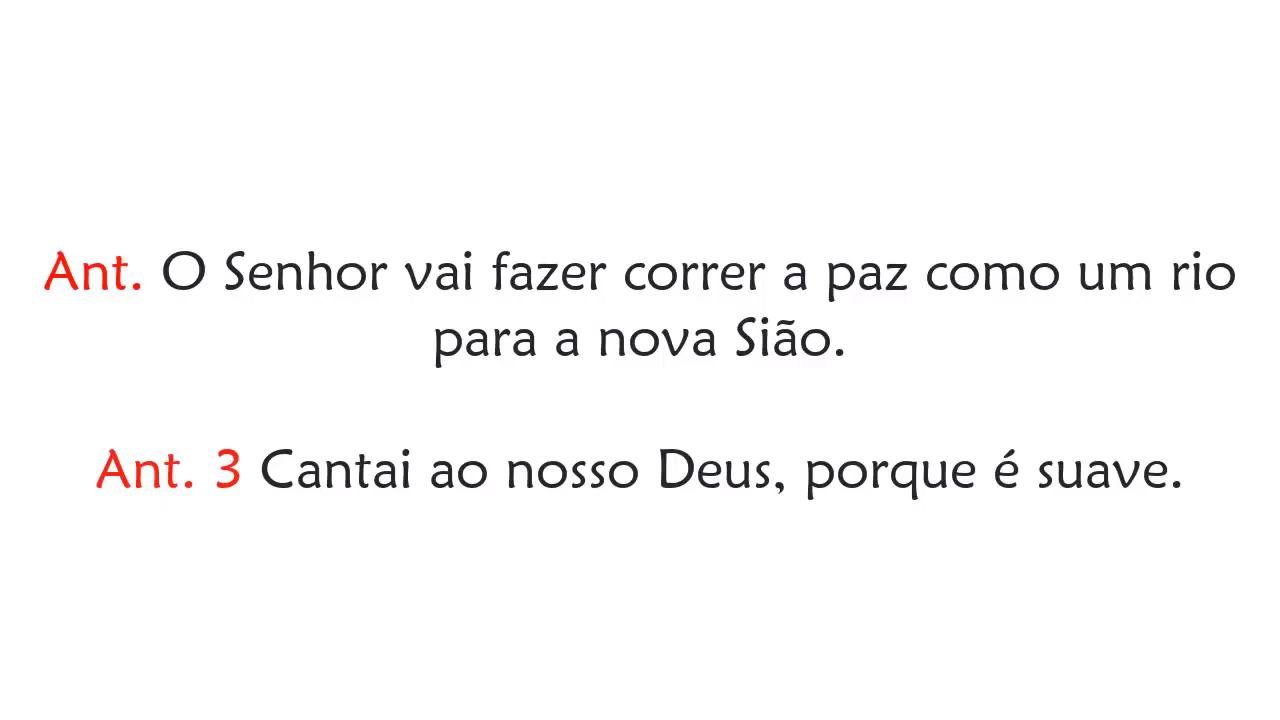 Ant. O Senhor vai fazer correr a paz como um rio
para a nova Sião.
Ant. 3 Cantai ao nosso Deus, porque é suave.